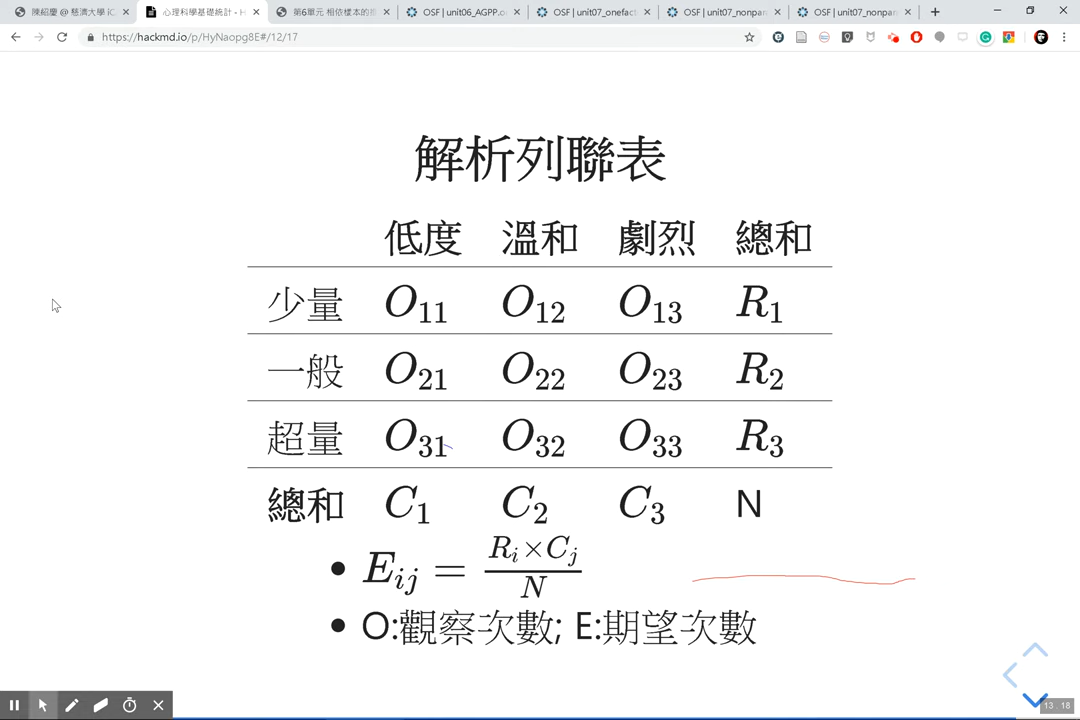 陳紹慶 @ 慈濟大學 iC
心理科學基礎統計 - H
第6單元 相依樣本的推
OSF | unit06_AGPP.o
OSF | unit07_onefact
OSF | unit07_nonpar
OSF | unit07_nonpar
https://hackmd.io/p/HyNaopg8E#/12/17
解析列聯表
低度 溫和 劇烈 總和
少量 O₁₁ O₁₂ O₁₃ R₁
一般 O₂₁ O₂₂ O₂₃ R₂
超量 O₃₁ O₃₂ O₃₃ R₃
總和 C₁ C₂ C₃ N
• Eᵢⱼ = Rᵢ×Cⱼ / N
• O:觀察次數; E:期望次數
13 . 18